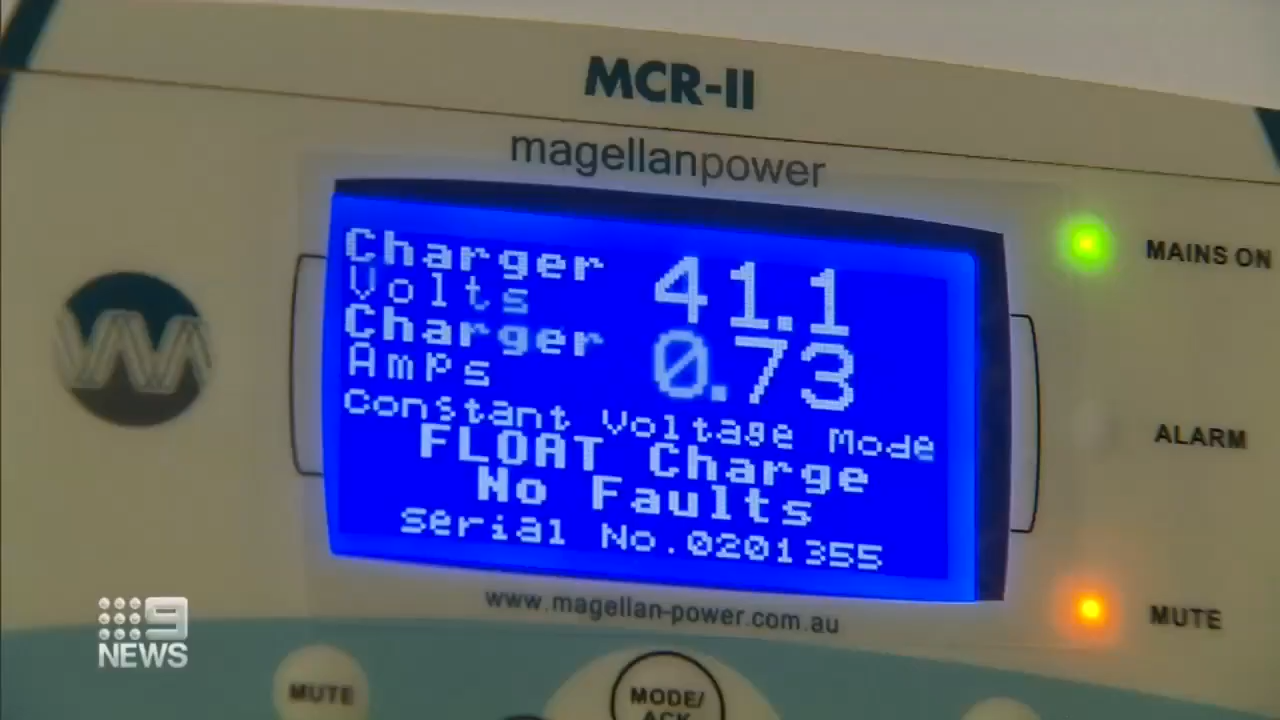 MCR-II
magellanpower
MAINS ON
Charger
Volts
41.1
Charger
Amps
0.73
Constant Voltage Mode
FLOAT Charge
No Faults
Serial No.0201355
ALARM
MUTE
www.magellan-power.com.au
9
NEWS
MUTE
MODE/
ACK